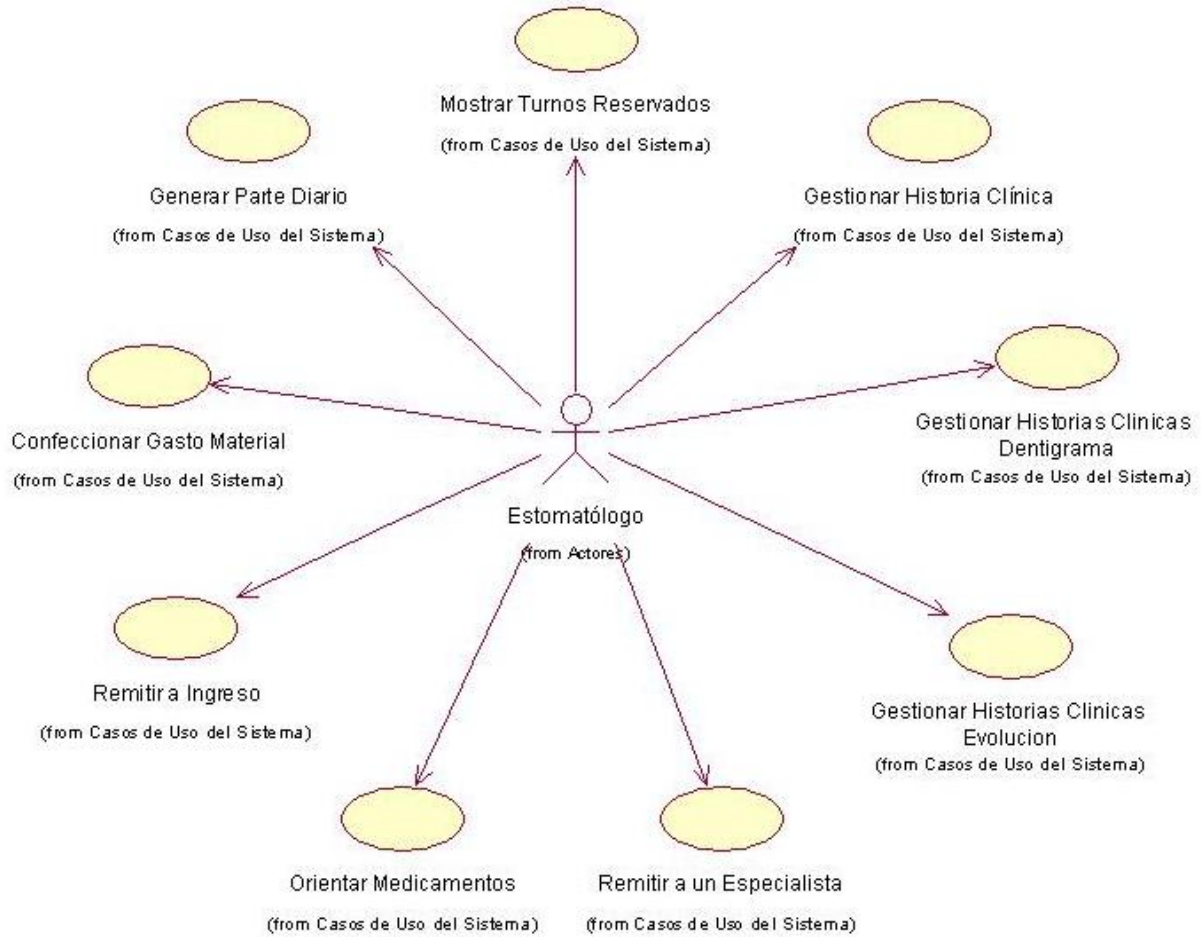 Mostrar Turnos Reservados
(from Casos de Uso del Sistema)
Generar Parte Diario
(from Casos de Uso del Sistema)
Gestionar Historia Clínica
(from Casos de Uso del Sistema)
Confeccionar Gasto Material
(from Casos de Uso del Sistema)
Gestionar Historias Clinicas
Dentigrama
(from Casos de Uso del Sistema)
Estomatólogo
(from Actores)
Remitir a Ingreso
(from Casos de Uso del Sistema)
Gestionar Historias Clinicas
Evolucion
(from Casos de Uso del Sistema)
Orientar Medicamentos
(from Casos de Uso del Sistema)
Remitir a un Especialista
(from Casos de Uso del Sistema)